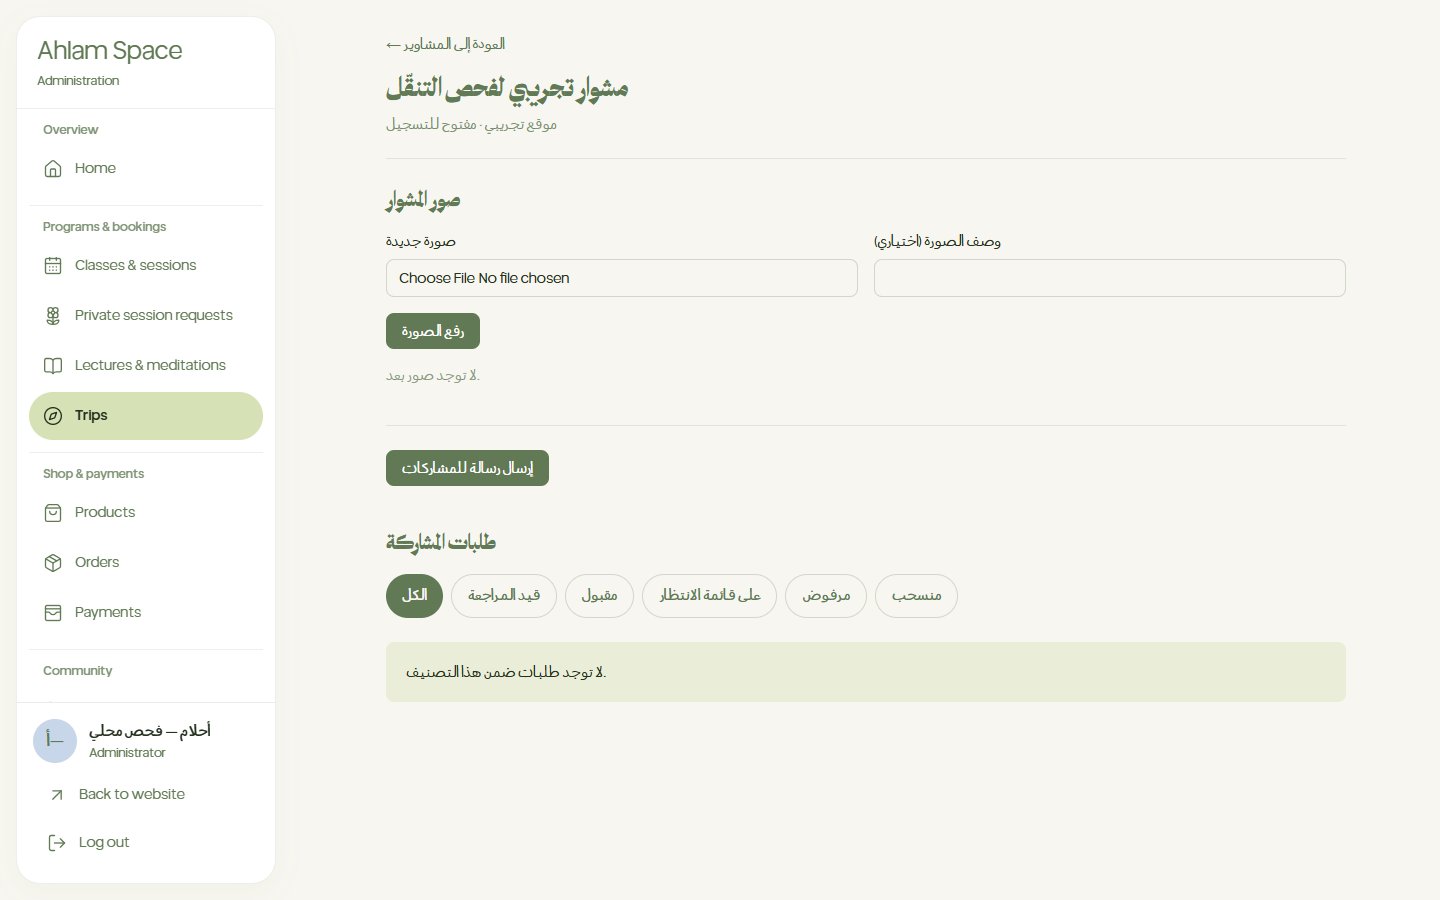 Ahlam Space
Administration
Overview
Home
Programs & bookings
Classes & sessions
Private session requests
Lectures & meditations
Trips
Shop & payments
Products
Orders
Payments
Community
أ—
أحلام — فحص محلي
Administrator
Back to website
Log out
← العودة إلى المشاوير
مشوار تجريبي لفحص التنقّل
موقع تجريبي · مفتوح للتسجيل
صور المشوار
صورة جديدة
وصف الصورة (اختياري)
Choose File No file chosen
رفع الصورة
لا توجد صور بعد.
إرسال رسالة للمشاركات
طلبات المشاركة
الكل
قيد المراجعة
مقبول
على قائمة الانتظار
مرفوض
منسحب
لا توجد طلبات ضمن هذا التصنيف.